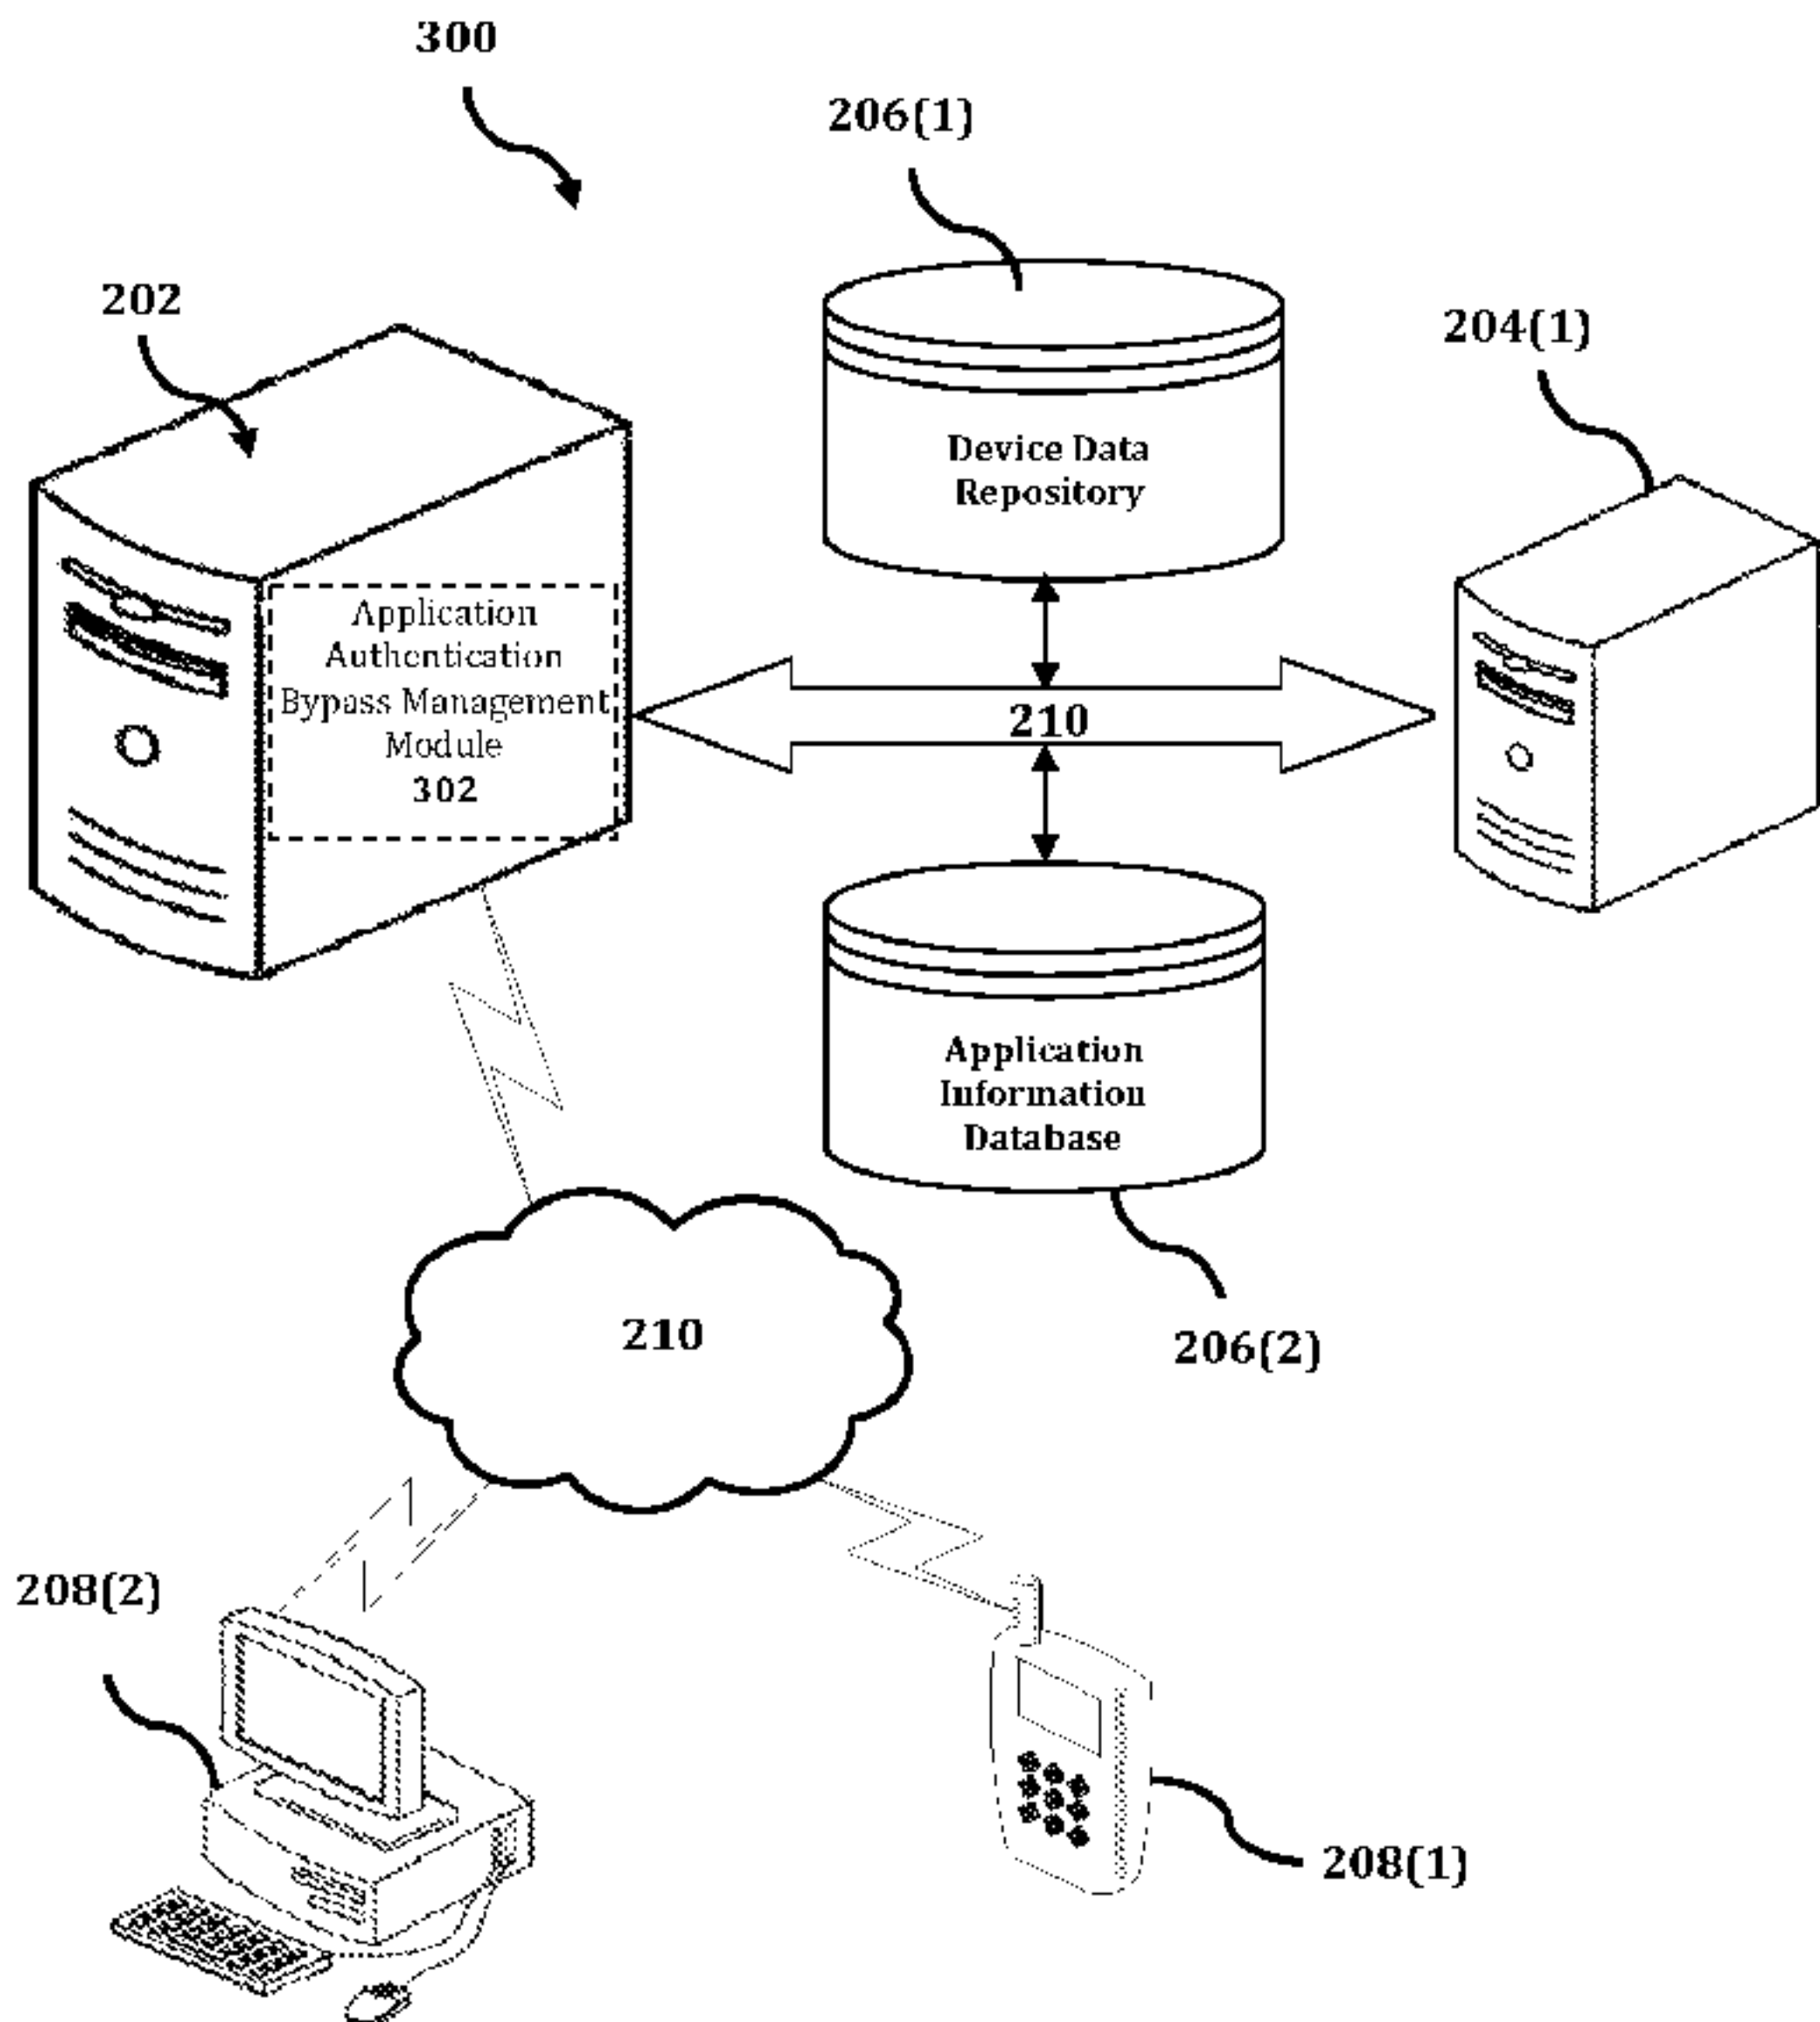 300
206(1)
202
204(1)
Device Data
Repository
Application
Authentication
Bypass Management
Module
302
210
Application
Information
Database
210
206(2)
208(2)
208(1)